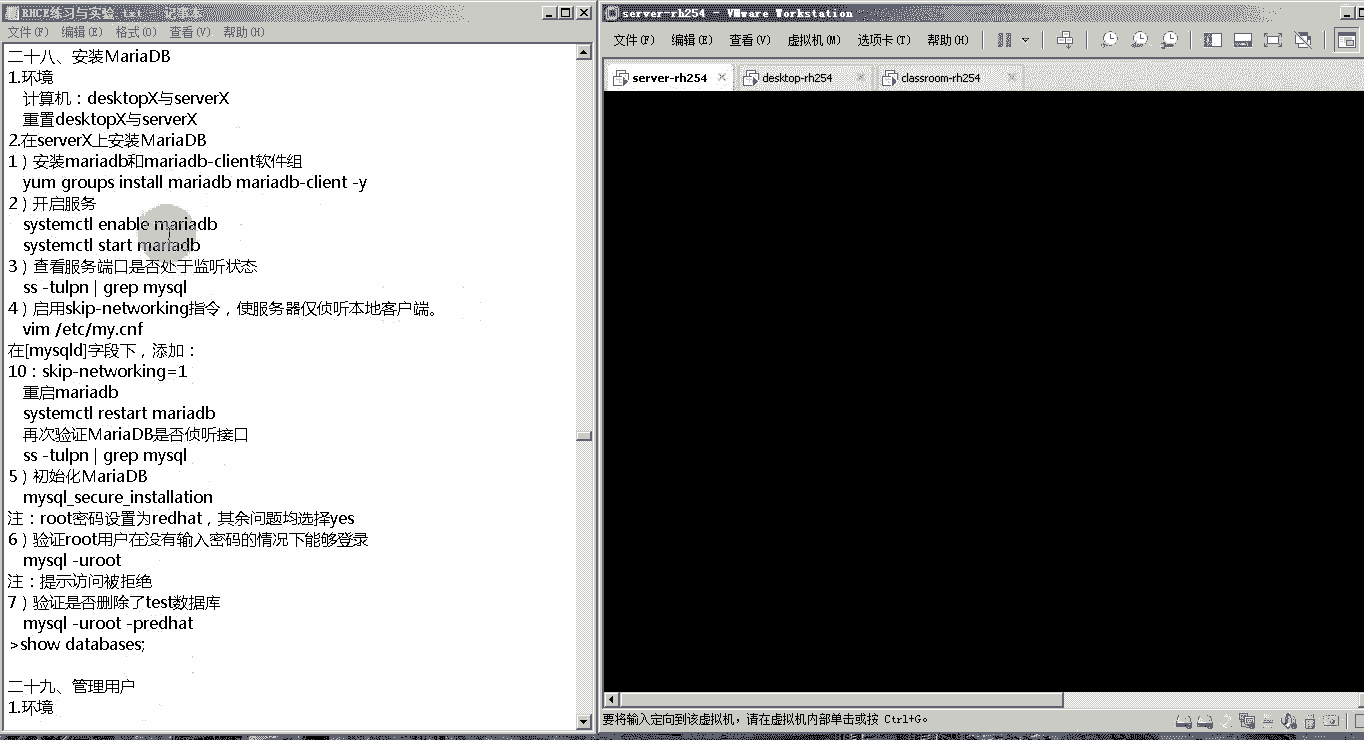 RHCE练习与实验.txt - 记事本
文件(F) 编辑(E) 格式(O) 查看(V) 帮助(H)
二十八、安装MariaDB
1.环境
计算机：desktopX与serverX
重置desktopX与serverX
2.在serverX上安装MariaDB
1）安装mariadb和mariadb-client软件组
yum groups install mariadb mariadb-client -y
2）开启服务
systemctl enable mariadb
systemctl start mariadb
3）查看服务端口是否处于监听状态
ss -tulpn | grep mysql
4）启用skip-networking指令，使服务器仅侦听本地客户端。
vim /etc/my.cnf
在[mysqld]字段下，添加：
10：skip-networking=1
重启mariadb
systemctl restart mariadb
再次验证MariaDB是否侦听接口
ss -tulpn | grep mysql
5）初始化MariaDB
mysql_secure_installation
注：root密码设置为redhat，其余问题均选择yes
6）验证root用户在没有输入密码的情况下能够登录
mysql -uroot
注：提示访问被拒绝
7）验证是否删除了test数据库
mysql -uroot -predhat
>show databases;
二十九、管理用户
1.环境
server-rh254 - VMware Workstation
文件(F) 编辑(E) 查看(V) 虚拟机(M) 选项卡(T) 帮助(H)
server-rh254 desktop-rh254 classroom-rh254
要将输入定向到该虚拟机，请在虚拟机内部单击或按 Ctrl+G。